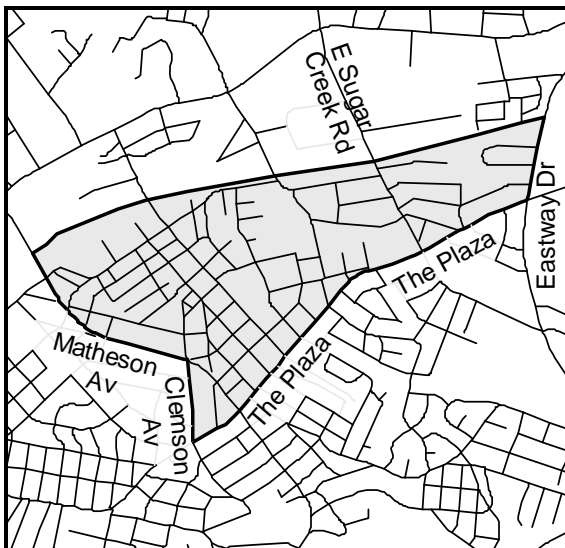 E Sugar
Creek Rd
Eastway Dr
The Plaza
Matheson
Av
The Plaza
Clemson
Av